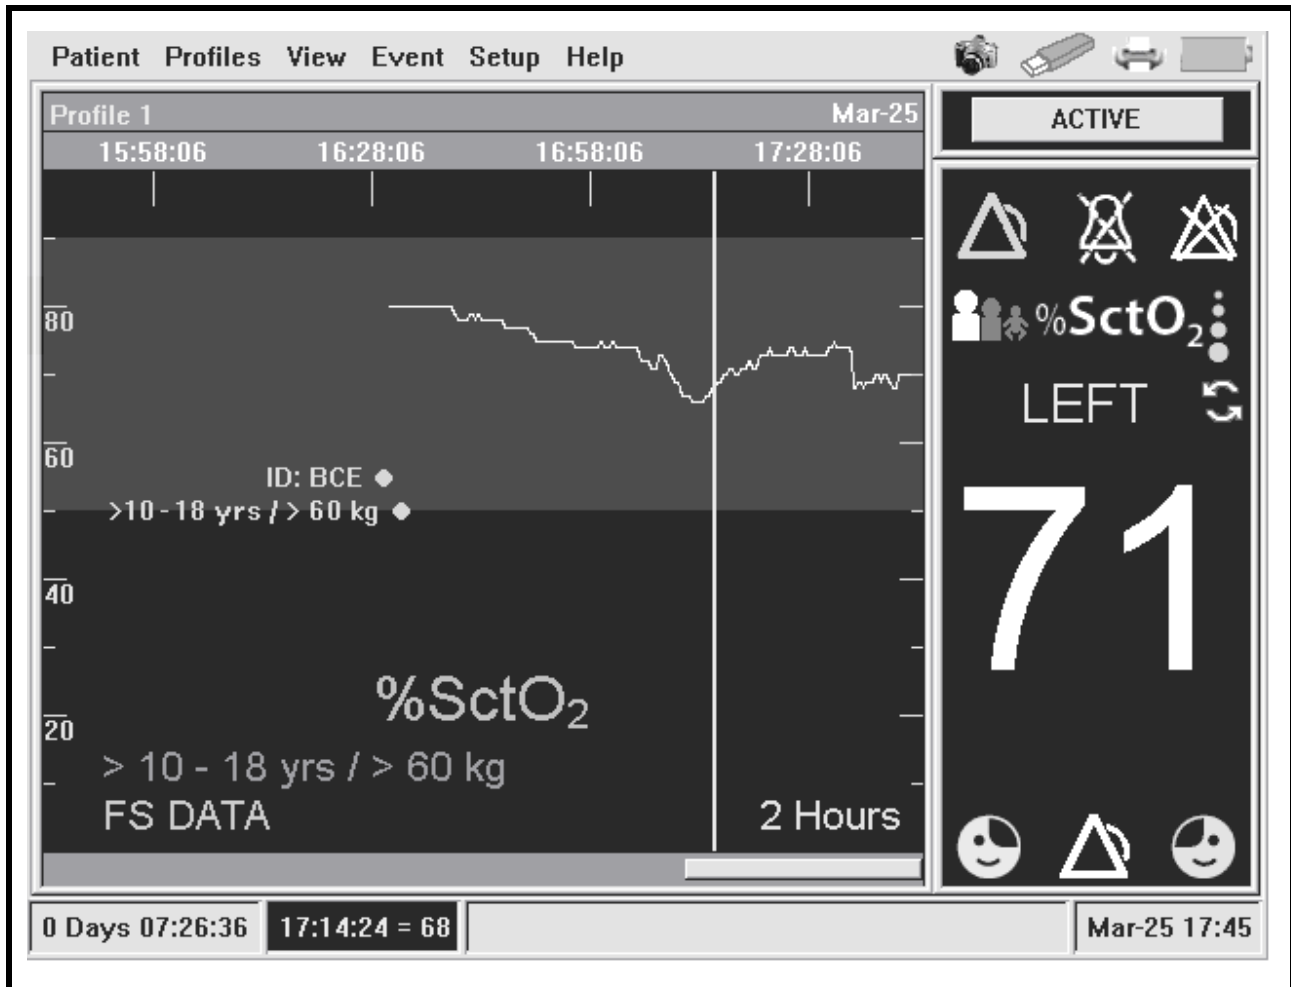 Patient Profiles View Event Setup Help
Profile 1 Mar-25
15:58:06 16:28:06 16:58:06 17:28:06
80
60
ID: BCE
>10-18 yrs / > 60 kg
40
20
%SctO₂
> 10 - 18 yrs / > 60 kg
FS DATA
2 Hours
ACTIVE
%SctO₂
LEFT
71
0 Days 07:26:36 17:14:24 = 68 Mar-25 17:45